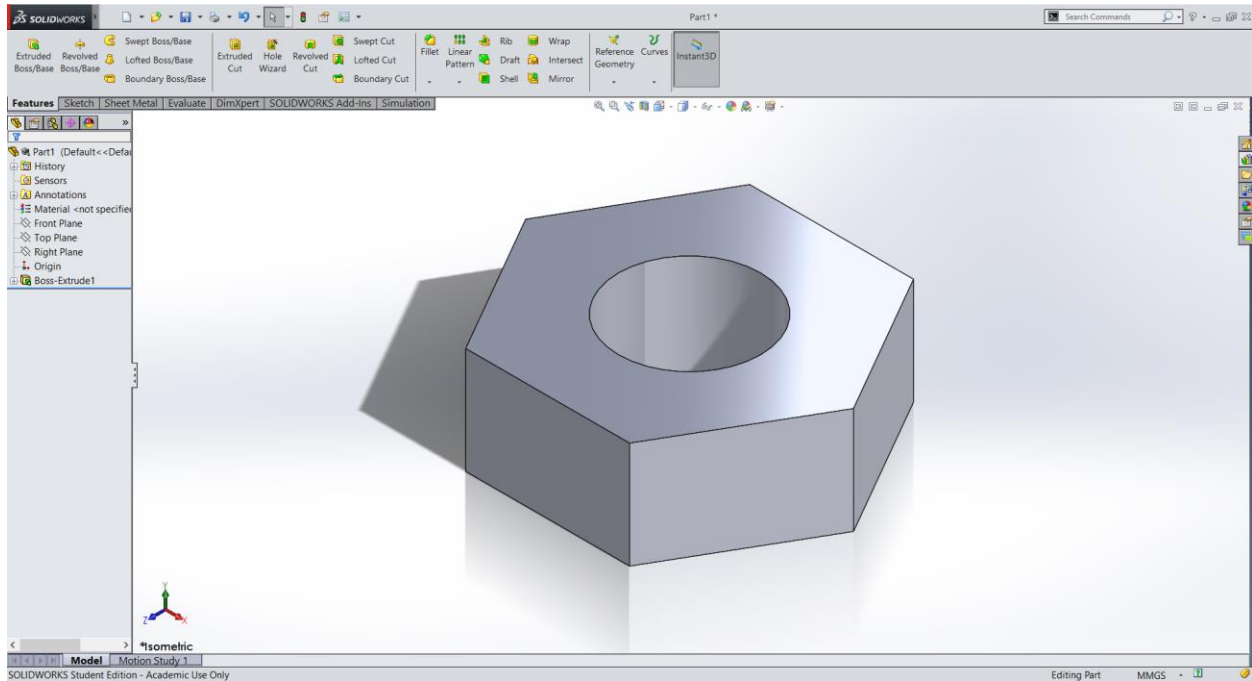 SOLIDWORKS
Part1 *
Search Commands
Extruded Boss/Base
Revolved Boss/Base
Swept Boss/Base
Lofted Boss/Base
Boundary Boss/Base
Extruded Cut
Hole Wizard
Revolved Cut
Swept Cut
Lofted Cut
Boundary Cut
Fillet
Linear Pattern
Rib
Draft
Shell
Wrap
Intersect
Mirror
Reference Geometry
Curves
Instant3D
Features Sketch Sheet Metal Evaluate DimXpert SOLIDWORKS Add-Ins Simulation
Part1 (Default<<Defau
History
Sensors
Annotations
Material <not specified
Front Plane
Top Plane
Right Plane
Origin
Boss-Extrude1
Y
Z X
*Isometric
Model Motion Study 1
SOLIDWORKS Student Edition - Academic Use Only
Editing Part MMGS